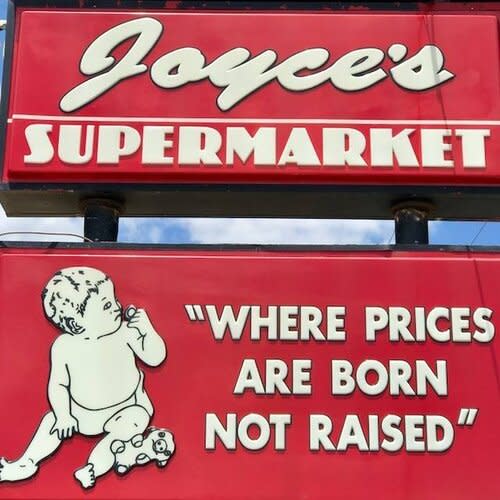 Joyce's
SUPERMARKET
"WHERE PRICES
ARE BORN
NOT RAISED"